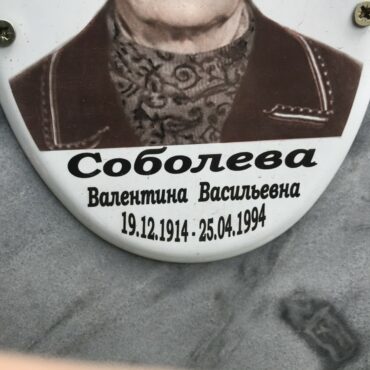 Соболева
Валентина Васильевна
19.12.1914 - 25.04.1994